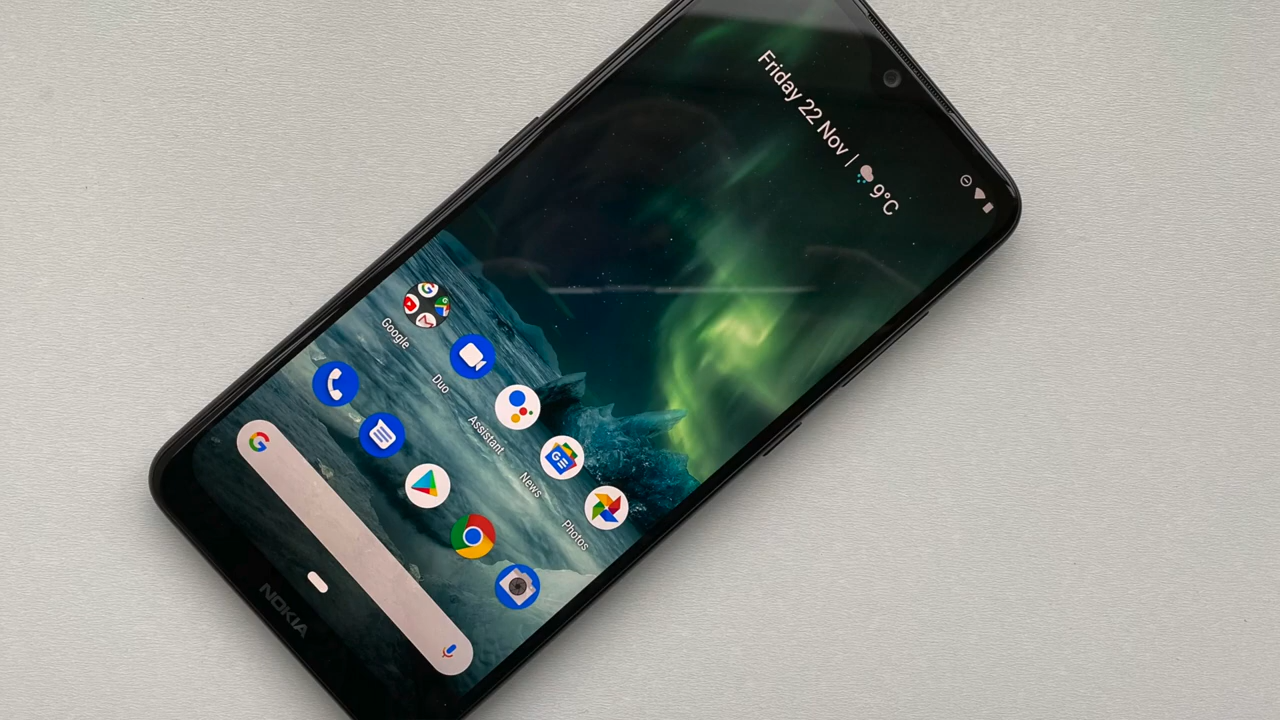 Friday 22 Nov | 9°C
Google
Duo
Assistant
News
Photos
NOKIA